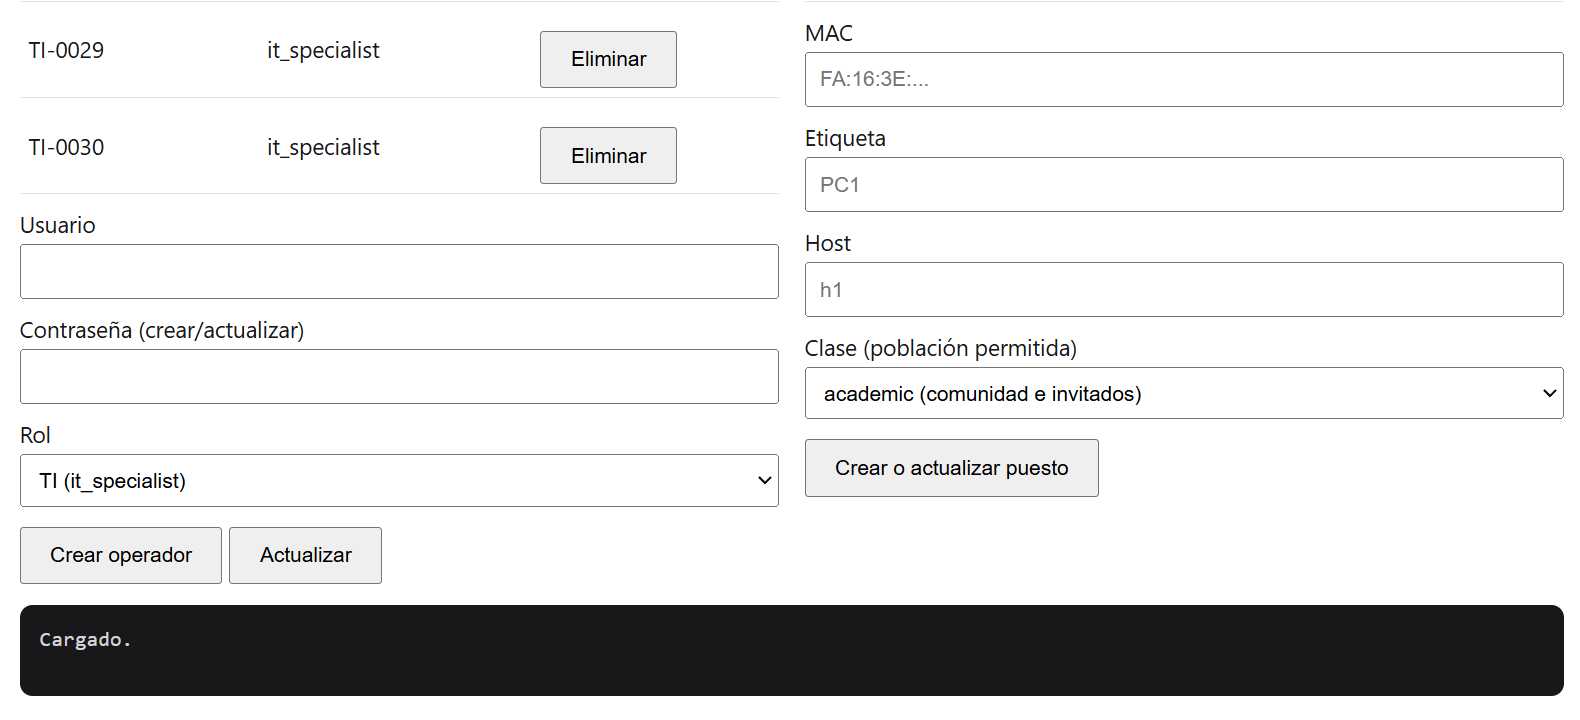 TI-0029 it_specialist Eliminar
TI-0030 it_specialist Eliminar
Usuario
Contraseña (crear/actualizar)
Rol
TI (it_specialist)
Crear operador Actualizar
MAC
FA:16:3E:...
Etiqueta
PC1
Host
h1
Clase (población permitida)
academic (comunidad e invitados)
Crear o actualizar puesto
Cargado.